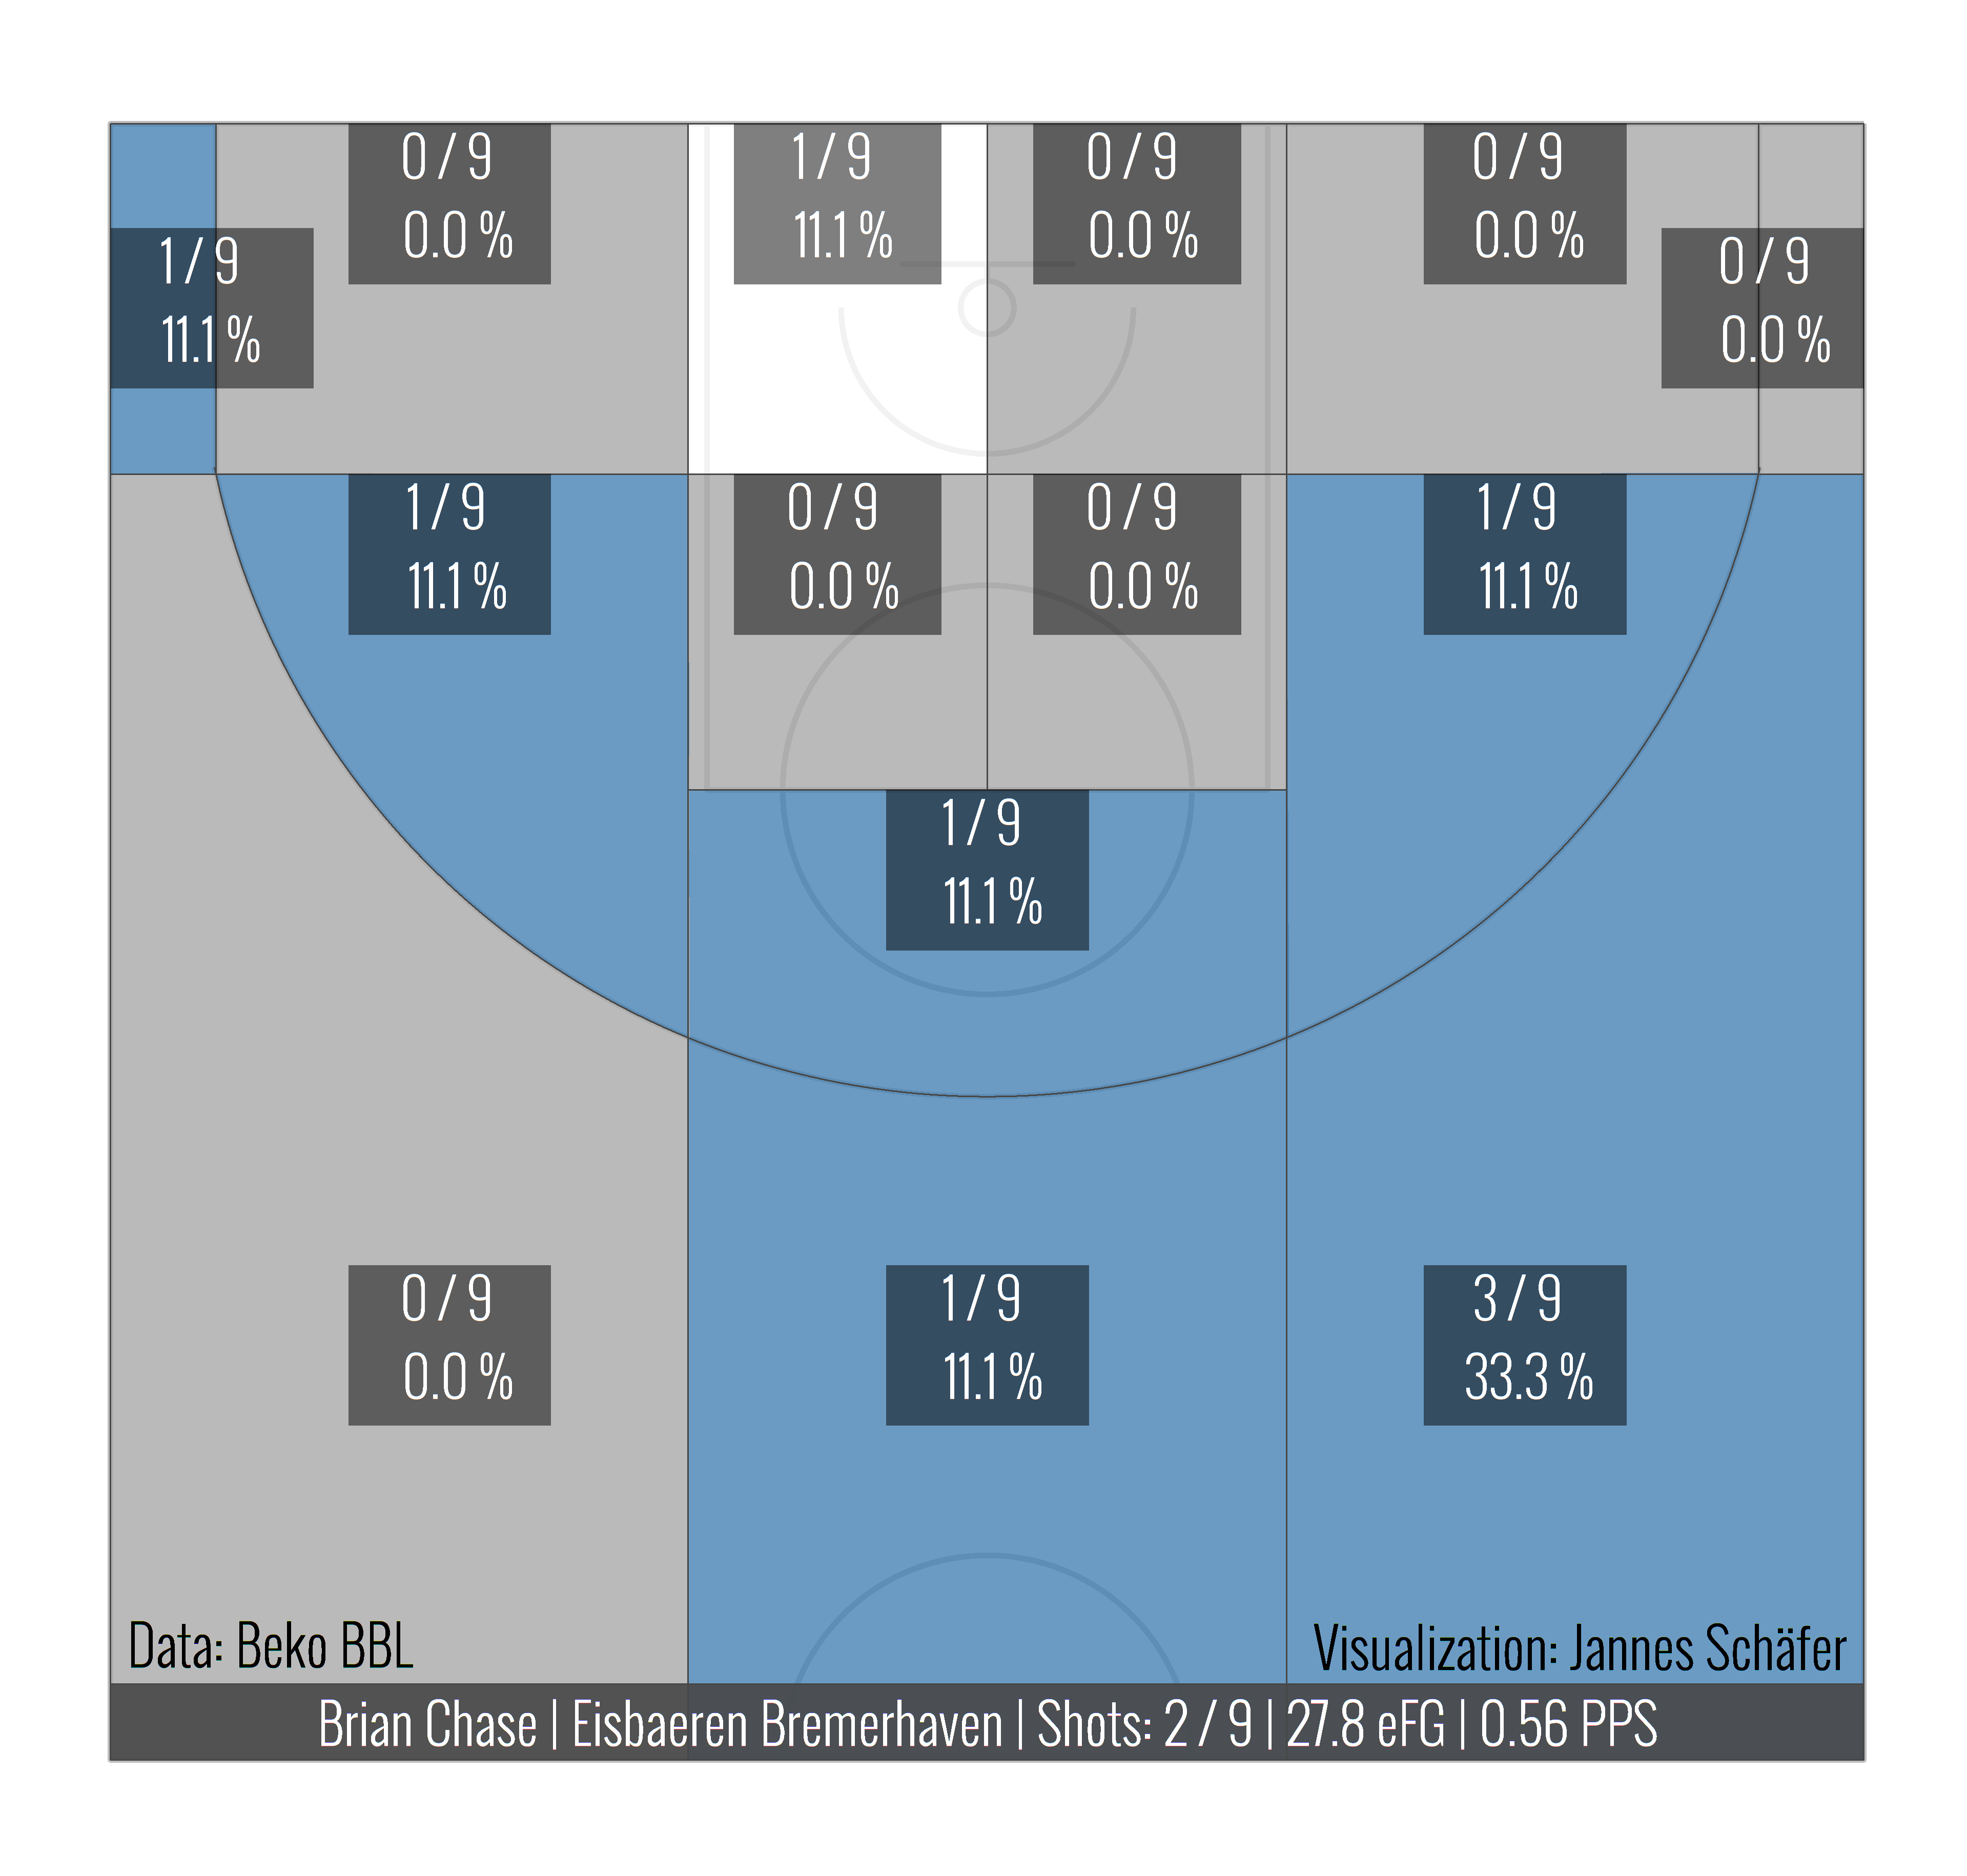 0 / 9
0.0 %
1 / 9
11.1 %
0 / 9
0.0 %
0 / 9
0.0 %
1 / 9
11.1 %
0 / 9
0.0 %
1 / 9
11.1 %
0 / 9
0.0 %
0 / 9
0.0 %
1 / 9
11.1 %
1 / 9
11.1 %
0 / 9
0.0 %
1 / 9
11.1 %
3 / 9
33.3 %
Data: Beko BBL
Visualization: Jannes Schäfer
Brian Chase | Eisbaeren Bremerhaven | Shots: 2 / 9 | 27.8 eFG | 0.56 PPS